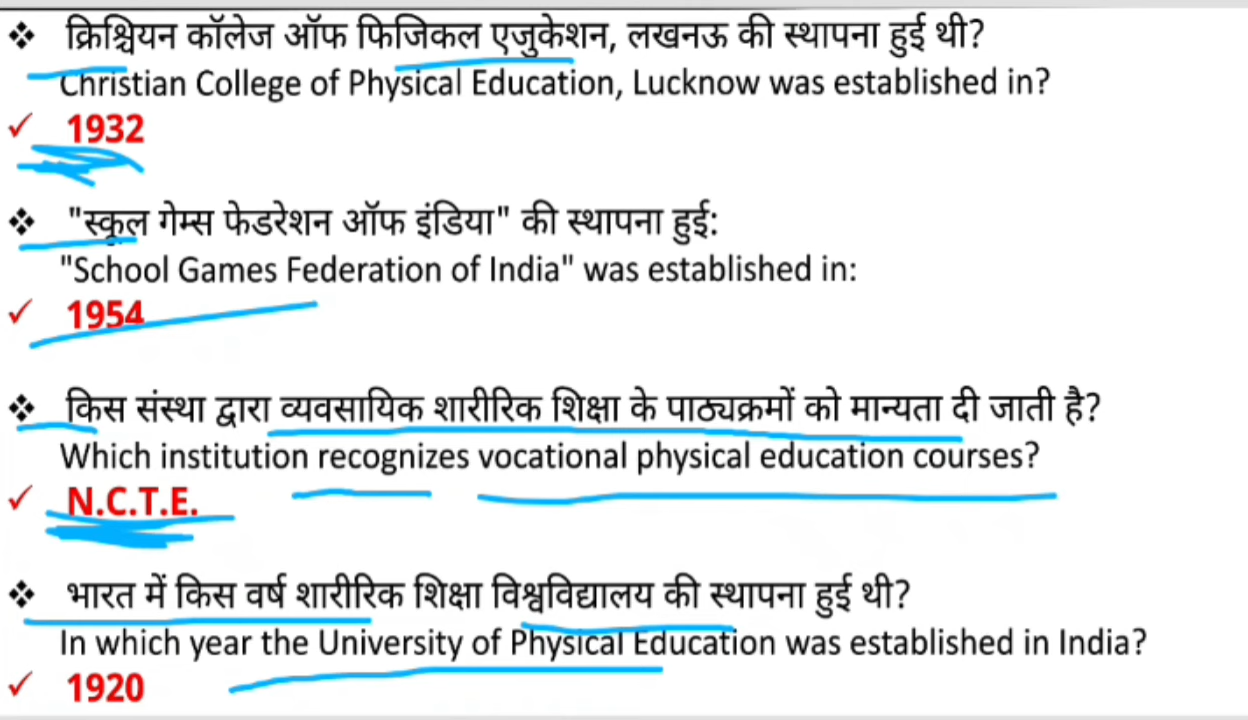 ❖ क्रिश्चियन कॉलेज ऑफ फिजिकल एजुकेशन, लखनऊ की स्थापना हुई थी?
Christian College of Physical Education, Lucknow was established in?
✓ 1932
❖ "स्कूल गेम्स फेडरेशन ऑफ इंडिया" की स्थापना हुई:
"School Games Federation of India" was established in:
✓ 1954
❖ किस संस्था द्वारा व्यवसायिक शारीरिक शिक्षा के पाठ्यक्रमों को मान्यता दी जाती है?
Which institution recognizes vocational physical education courses?
✓ N.C.T.E.
❖ भारत में किस वर्ष शारीरिक शिक्षा विश्वविद्यालय की स्थापना हुई थी?
In which year the University of Physical Education was established in India?
✓ 1920